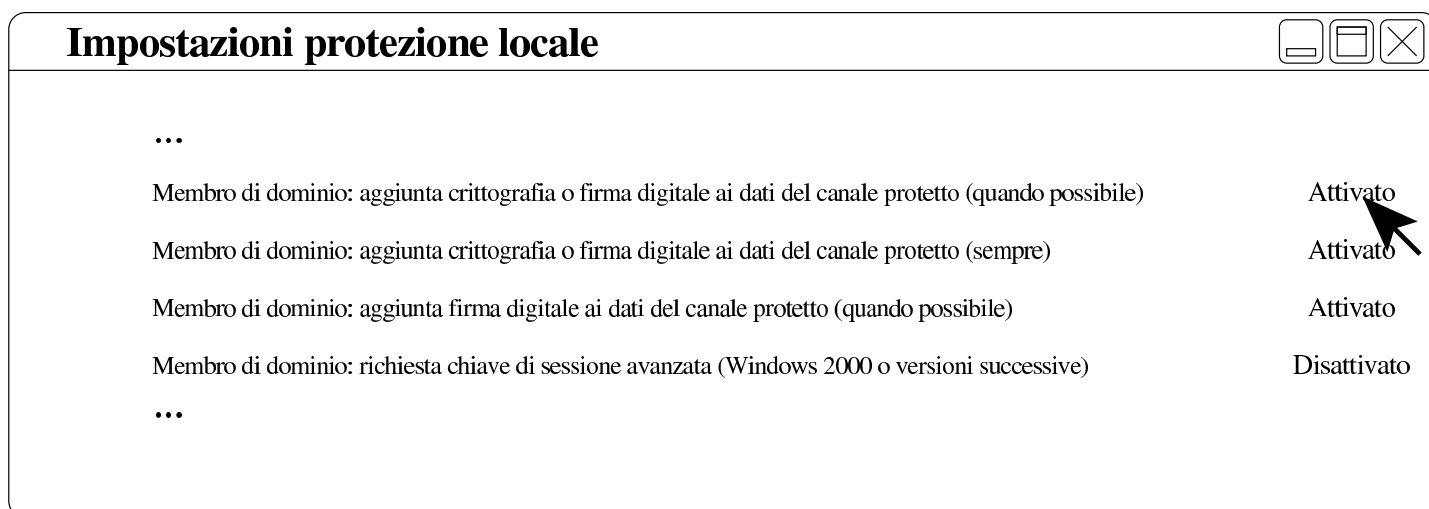 Impostazioni protezione locale
...
Membro di dominio: aggiunta crittografia o firma digitale ai dati del canale protetto (quando possibile) Attivato
Membro di dominio: aggiunta crittografia o firma digitale ai dati del canale protetto (sempre) Attivato
Membro di dominio: aggiunta firma digitale ai dati del canale protetto (quando possibile) Attivato
Membro di dominio: richiesta chiave di sessione avanzata (Windows 2000 o versioni successive) Disattivato
...